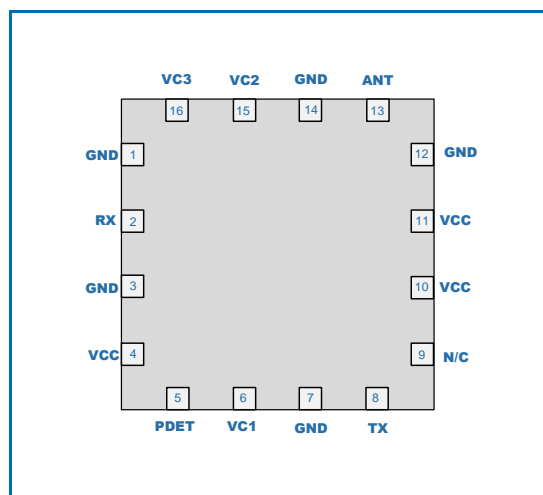 VC3 VC2 GND ANT
16 15 14 13
GND 1 12 GND
RX 2 11 VCC
GND 3 10 VCC
VCC 4 9 N/C
5 6 7 8
PDET VC1 GND TX